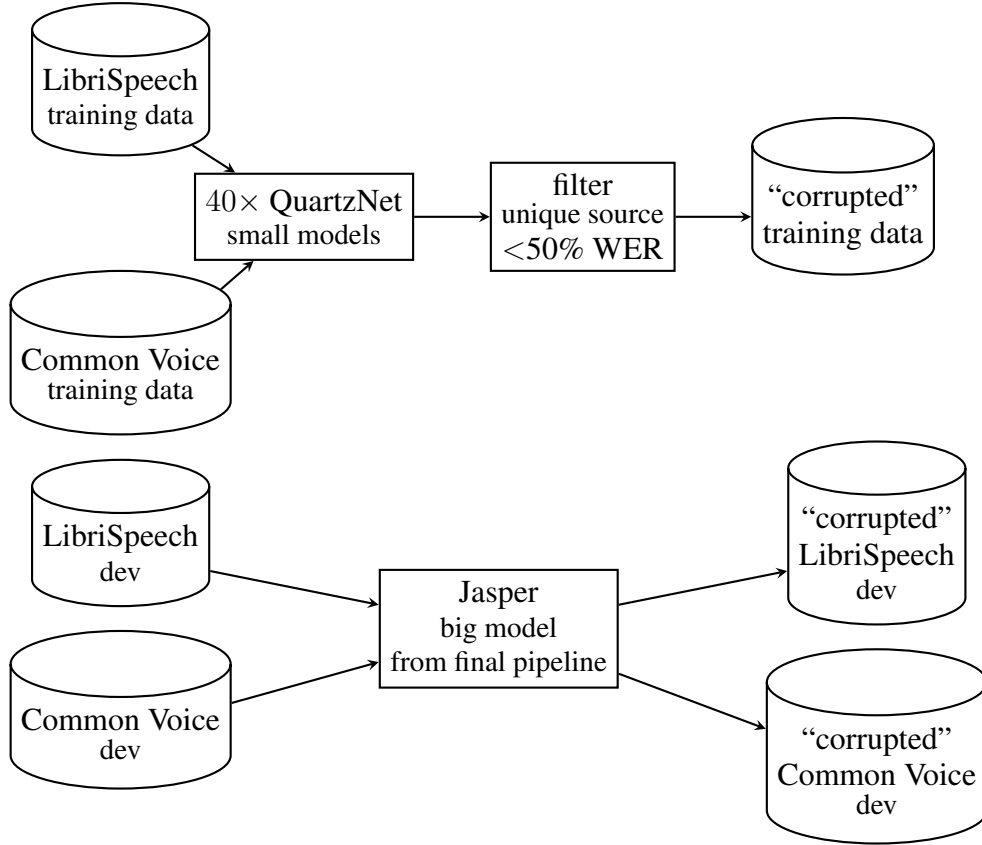 LibriSpeech
training data
40× QuartzNet
small models
filter
unique source
<50% WER
“corrupted”
training data
Common Voice
training data
LibriSpeech
dev
Jasper
big model
from final pipeline
“corrupted”
LibriSpeech
dev
Common Voice
dev
“corrupted”
Common Voice
dev